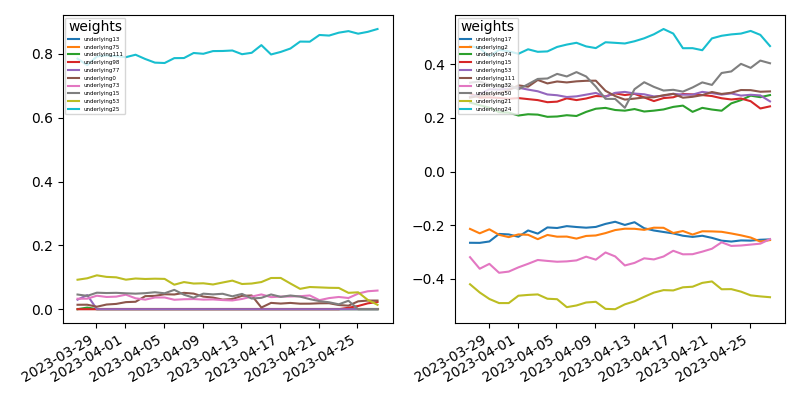 weights
underlying13
underlying75
underlying111
underlying98
underlying77
underlying0
underlying73
underlying15
underlying53
underlying25
0.8
0.6
0.4
0.2
0.0
2023-03-29
2023-04-01
2023-04-05
2023-04-09
2023-04-13
2023-04-17
2023-04-21
2023-04-25
weights
underlying17
underlying2
underlying74
underlying15
underlying53
underlying111
underlying32
underlying50
underlying21
underlying24
0.4
0.2
0.0
−0.2
−0.4
2023-03-29
2023-04-01
2023-04-05
2023-04-09
2023-04-13
2023-04-17
2023-04-21
2023-04-25